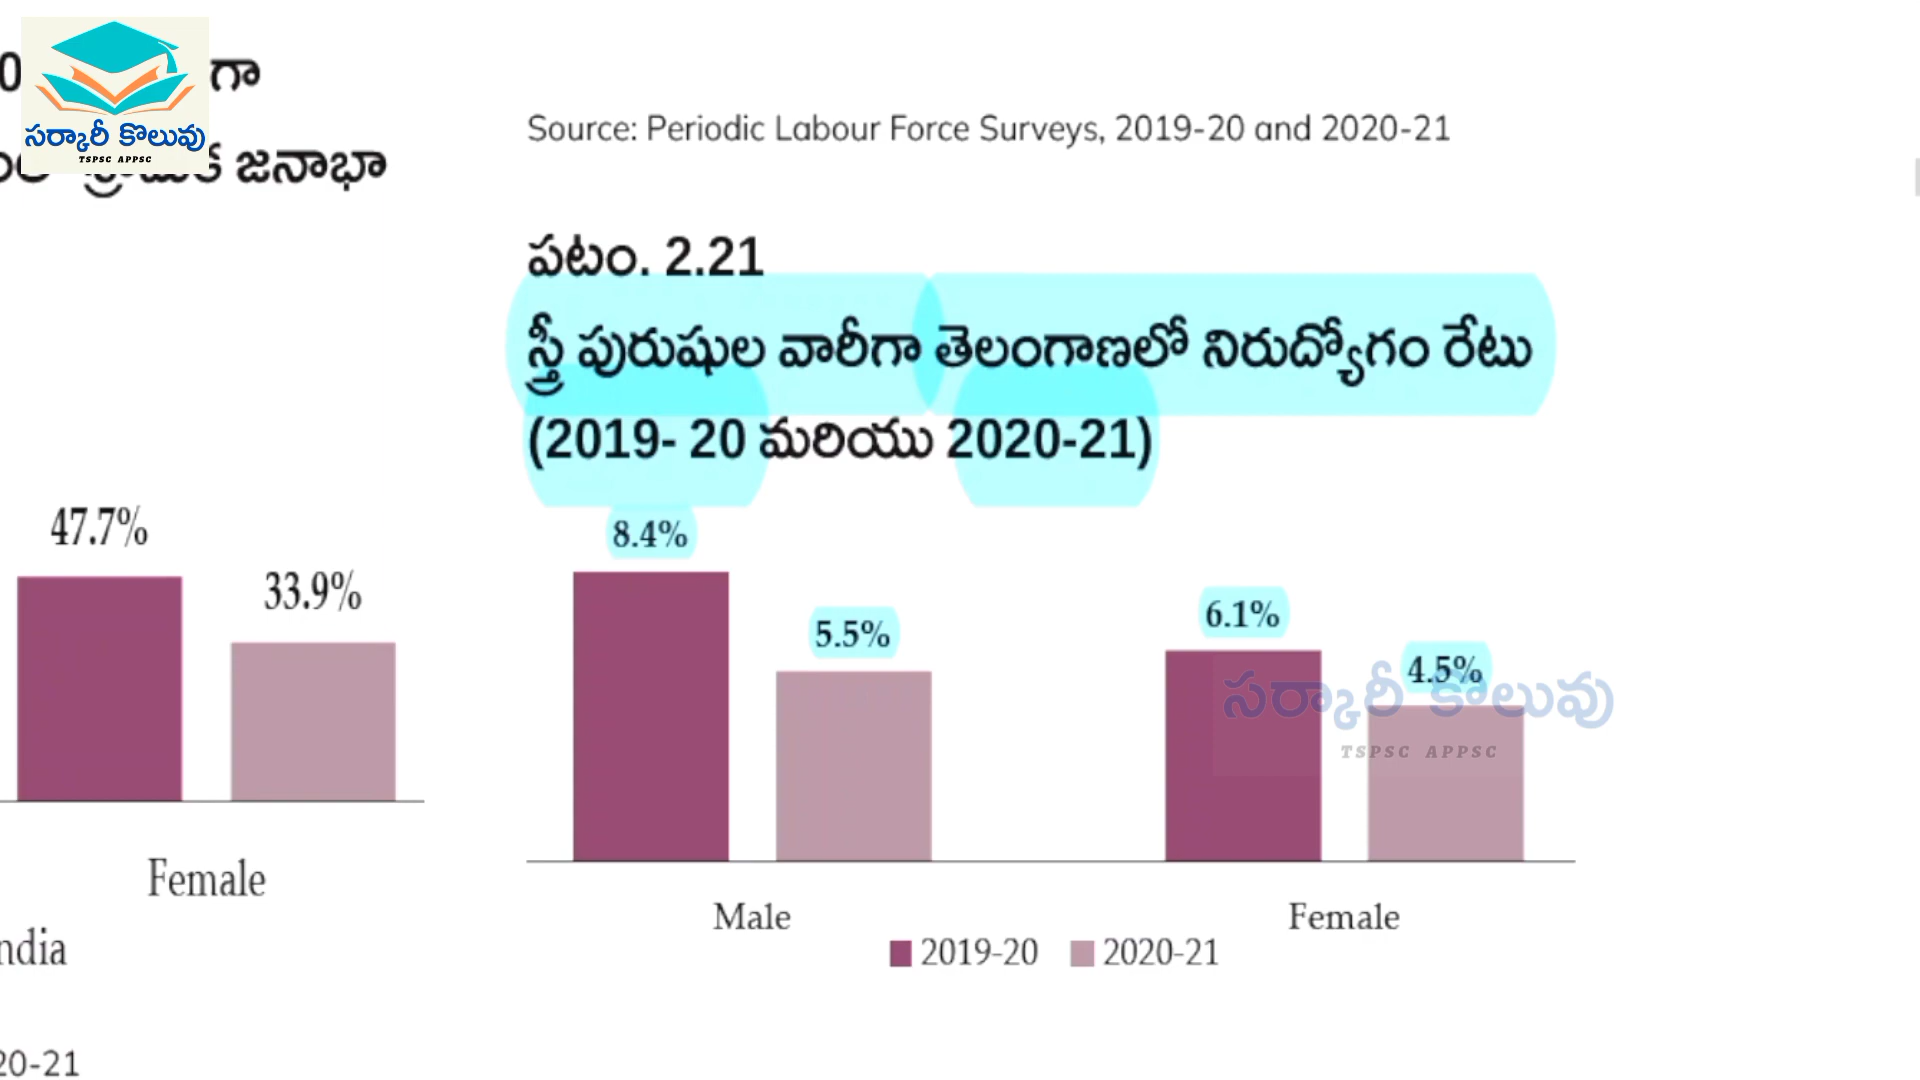 గా
సర్కారీ కొలువు
TSPSC APPSC
జనాభా
47.7%
33.9%
Female
ndia
20-21
Source: Periodic Labour Force Surveys, 2019-20 and 2020-21
పటం. 2.21
స్త్రీ పురుషుల వారీగా తెలంగాణలో నిరుద్యోగం రేటు
(2019- 20 మరియు 2020-21)
8.4%
5.5%
6.1%
4.5%
సర్కారీ కొలువు
TSPSC APPSC
Male
Female
2019-20
2020-21